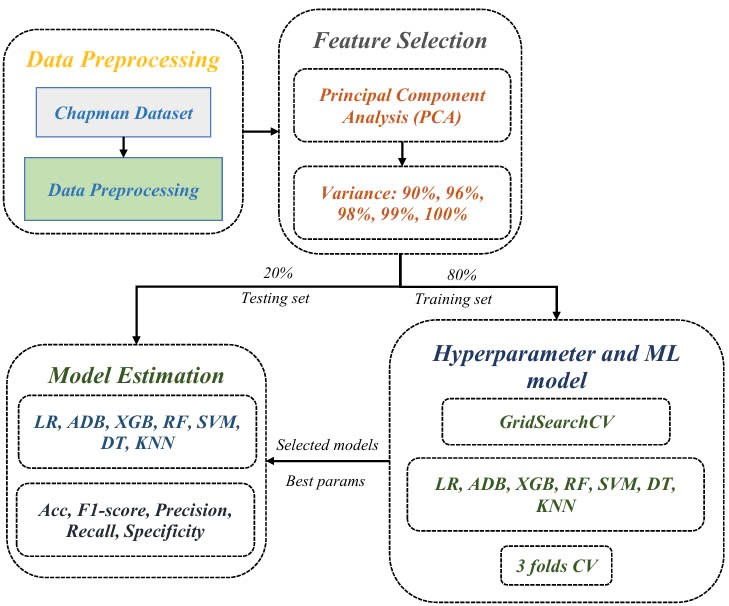 Data Preprocessing
Chapman Dataset
Data Preprocessing
Feature Selection
Principal Component
Analysis (PCA)
Variance: 90%, 96%,
98%, 99%, 100%
20%
Testing set
80%
Training set
Hyperparameter and ML
model
GridSearchCV
LR, ADB, XGB, RF, SVM, DT,
KNN
3 folds CV
Selected models
Best params
Model Estimation
LR, ADB, XGB, RF, SVM,
DT, KNN
Acc, F1-score, Precision,
Recall, Specificity